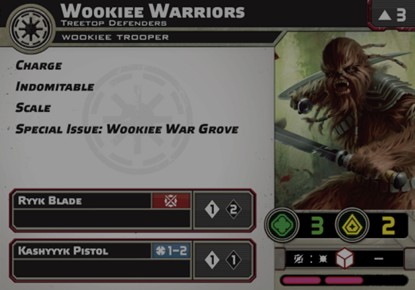 Wookiee Warriors
▲ 3
Treetop Defenders
Wookiee Trooper
Charge
Indomitable
Scale
Special Issue: Wookiee War Grove
Ryyk Blade
1 2
3 2
Kashyyyk Pistol 1–2
1 1
: –